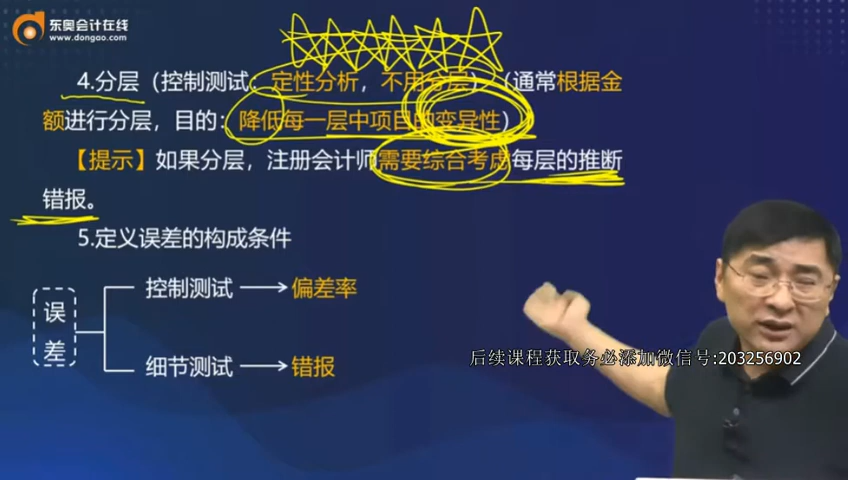 东奥会计在线
www.dongao.com
4.分层（控制测试：定性分析，不用分层）（通常根据金
额进行分层，目的：降低每一层中项目的变异性）
【提示】如果分层，注册会计师需要综合考虑每层的推断
错报。
5.定义误差的构成条件
误差
控制测试 → 偏差率
细节测试 → 错报
后续课程获取务必添加微信号:203256902